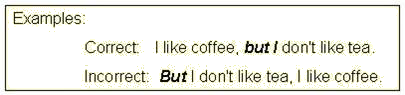 Examples:
Correct: I like coffee, but I don't like tea.
Incorrect: But I don't like tea, I like coffee.